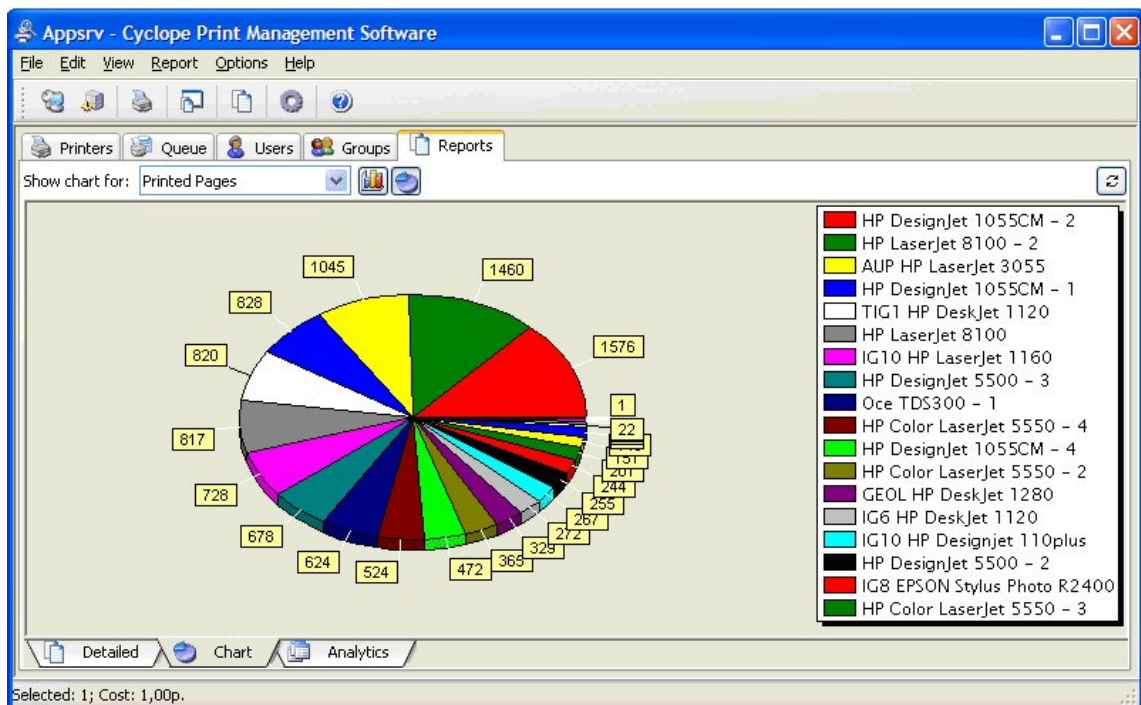 Appsrv - Cyclope Print Management Software
File Edit View Report Options Help
Printers Queue Users Groups Reports
Show chart for: Printed Pages
1045
1460
828
820
1576
1
22
817
151
201
244
255
267
272
329
365
472
524
624
678
728
HP DesignJet 1055CM - 2
HP LaserJet 8100 - 2
AUP HP LaserJet 3055
HP DesignJet 1055CM - 1
TIG1 HP DeskJet 1120
HP LaserJet 8100
IG10 HP LaserJet 1160
HP DesignJet 5500 - 3
Oce TDS300 - 1
HP Color LaserJet 5550 - 4
HP DesignJet 1055CM - 4
HP Color LaserJet 5550 - 2
GEOL HP DeskJet 1280
IG6 HP DeskJet 1120
IG10 HP Designjet 110plus
HP DesignJet 5500 - 2
IG8 EPSON Stylus Photo R2400
HP Color LaserJet 5550 - 3
Detailed Chart Analytics
Selected: 1; Cost: 1,00p.